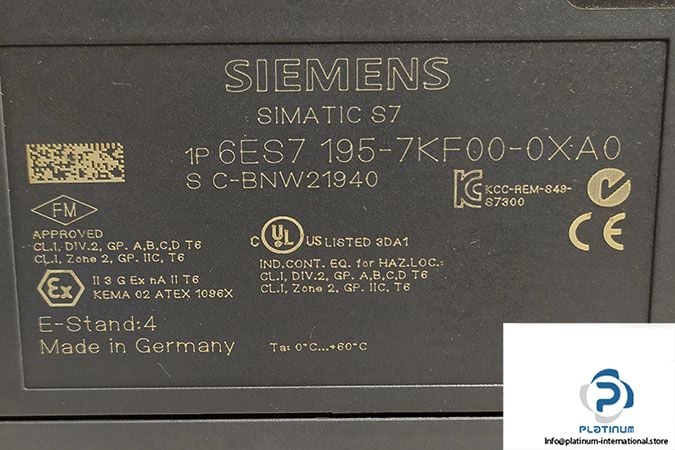 SIEMENS
SIMATIC S7
1P 6ES7 195-7KF00-0XA0
S C-BNW21940
KCC-REM-S49-
S7300
FM
APPROVED
CL.I, DIV.2, GP. A,B,C,D T6
CL.I, Zone 2, GP. IIC, T6
C UL US LISTED 3DA1
IND.CONT. EQ. for HAZ.LOC.:
CL.I, DIV.2, GP. A,B,C,D T6
CL.I, Zone 2, GP. IIC, T6
CE
Ex II 3 G Ex nA II T6
KEMA 02 ATEX 1096X
E-Stand:4
Made in Germany
Ta: 0°C...+60°C
PLATINUM
Info@platinum-international.store